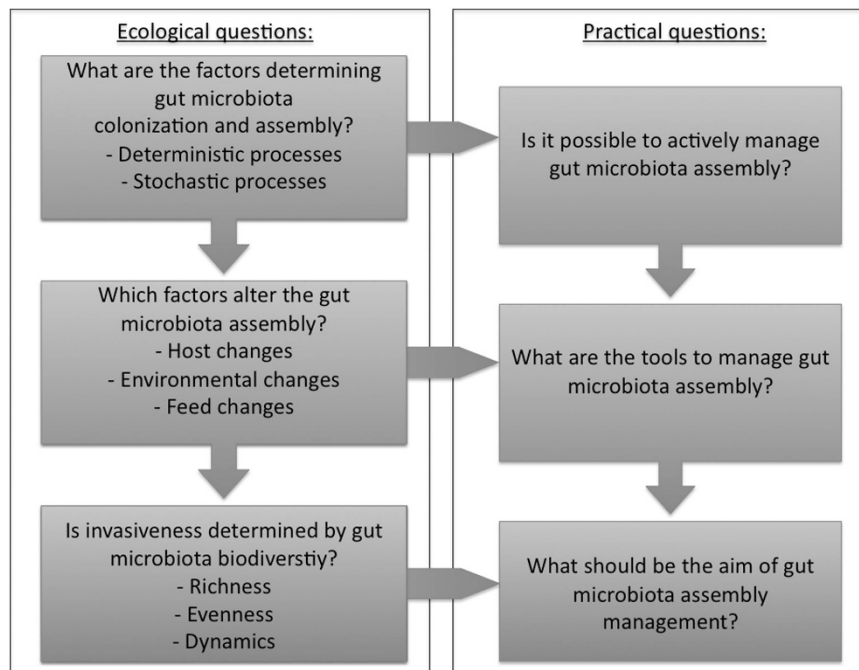 Ecological questions:
What are the factors determining
gut microbiota
colonization and assembly?
- Deterministic processes
- Stochastic processes
Which factors alter the gut
microbiota assembly?
- Host changes
- Environmental changes
- Feed changes
Is invasiveness determined by gut
microbiota biodiverstiy?
- Richness
- Evenness
- Dynamics
Practical questions:
Is it possible to actively manage
gut microbiota assembly?
What are the tools to manage gut
microbiota assembly?
What should be the aim of gut
microbiota assembly
management?